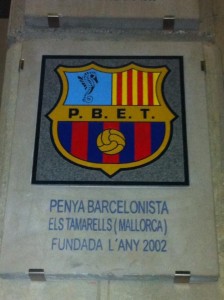 P. B. E. T.
PENYA BARCELONISTA
ELS TAMARELLS (MALLORCA)
FUNDADA L'ANY 2002